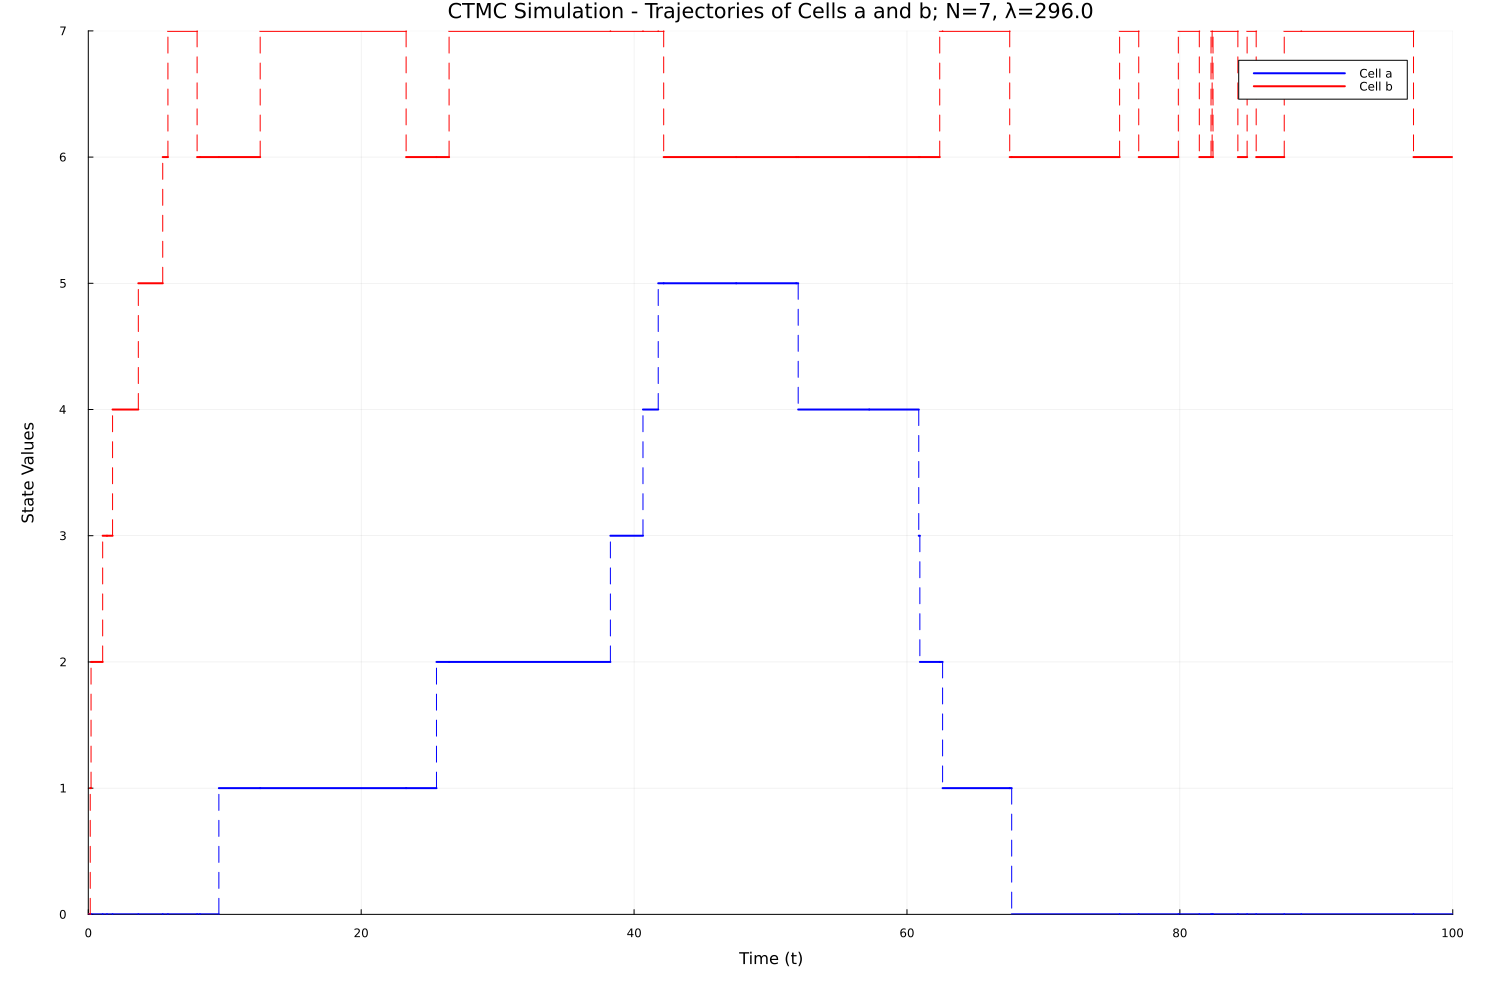 CTMC Simulation - Trajectories of Cells a and b; N=7, λ=296.0
7
Cell a
Cell b
6
5
4
State Values
3
2
1
0
0 20 40 60 80 100
Time (t)